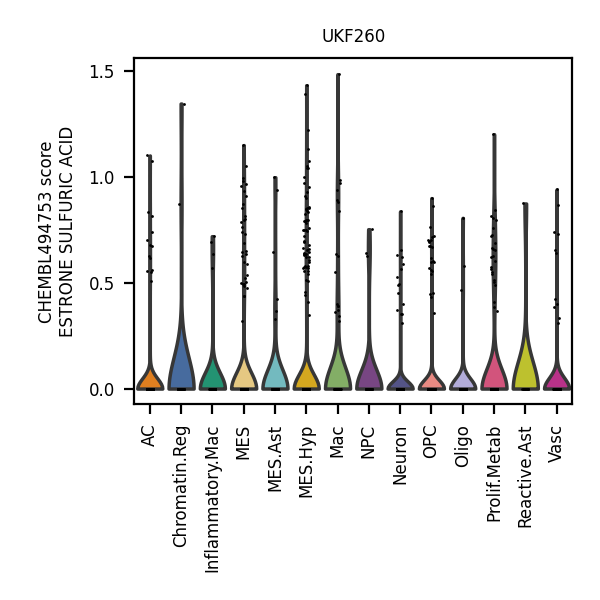 UKF260
CHEMBL494753 score
ESTRONE SULFURIC ACID
1.5
1.0
0.5
0.0
AC
Chromatin.Reg
Inflammatory.Mac
MES
MES.Ast
MES.Hyp
Mac
NPC
Neuron
OPC
Oligo
Prolif.Metab
Reactive.Ast
Vasc